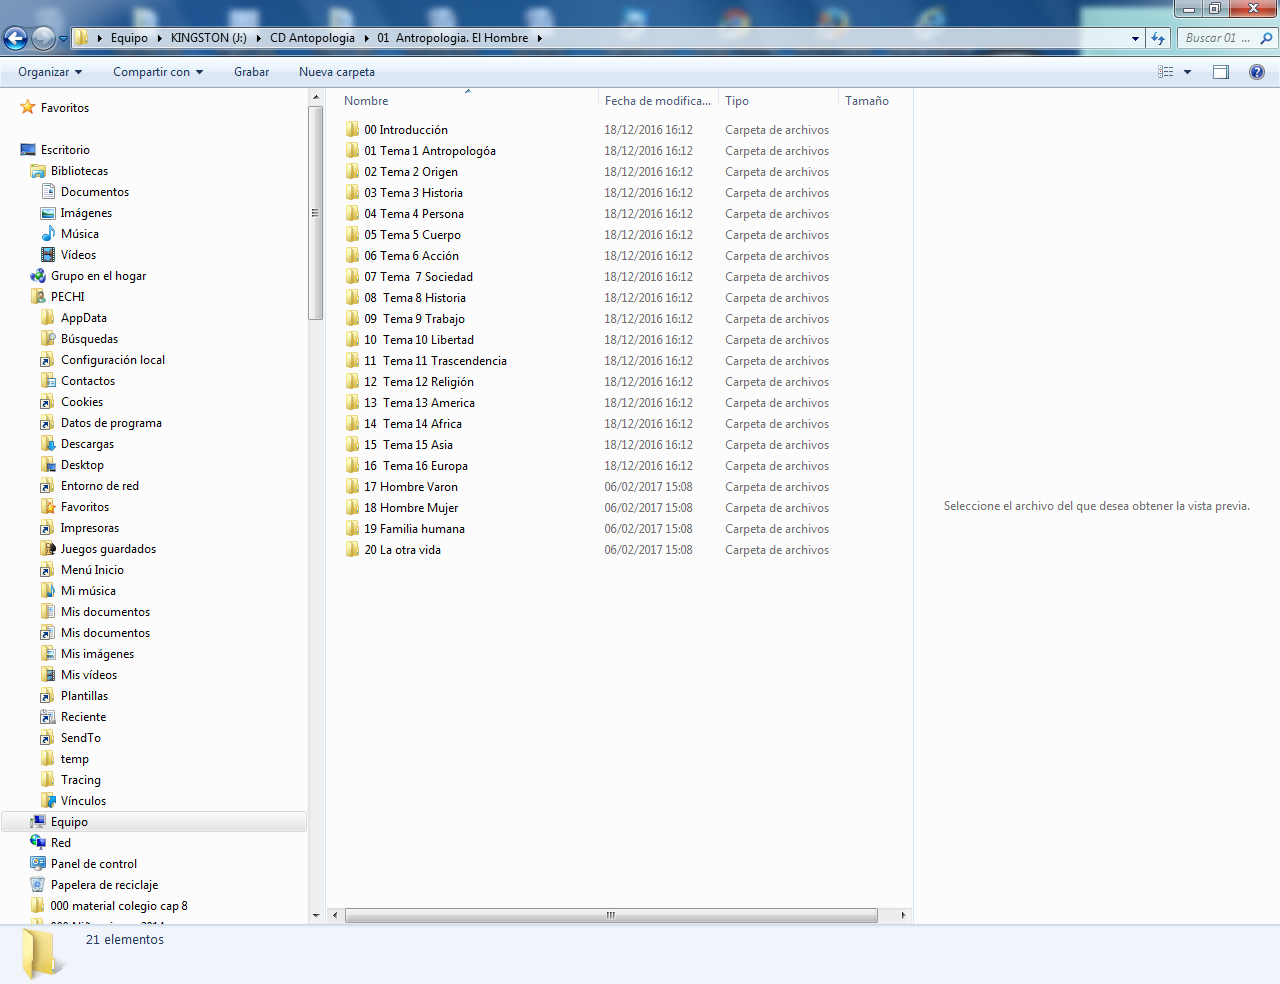 Equipo KINGSTON (J:) CD Antopologia 01 Antropologia. El Hombre
Buscar 01 ...
Organizar Compartir con Grabar Nueva carpeta
Favoritos
Escritorio
Bibliotecas
Documentos
Imágenes
Música
Vídeos
Grupo en el hogar
PECHI
AppData
Búsquedas
Configuración local
Contactos
Cookies
Datos de programa
Descargas
Desktop
Entorno de red
Favoritos
Impresoras
Juegos guardados
Menú Inicio
Mi música
Mis documentos
Mis documentos
Mis imágenes
Mis vídeos
Plantillas
Reciente
SendTo
temp
Tracing
Vínculos
Equipo
Red
Panel de control
Papelera de reciclaje
000 material colegio cap 8
Nombre Fecha de modifica... Tipo Tamaño
00 Introducción 18/12/2016 16:12 Carpeta de archivos
01 Tema 1 Antropologóa 18/12/2016 16:12 Carpeta de archivos
02 Tema 2 Origen 18/12/2016 16:12 Carpeta de archivos
03 Tema 3 Historia 18/12/2016 16:12 Carpeta de archivos
04 Tema 4 Persona 18/12/2016 16:12 Carpeta de archivos
05 Tema 5 Cuerpo 18/12/2016 16:12 Carpeta de archivos
06 Tema 6 Acción 18/12/2016 16:12 Carpeta de archivos
07 Tema 7 Sociedad 18/12/2016 16:12 Carpeta de archivos
08 Tema 8 Historia 18/12/2016 16:12 Carpeta de archivos
09 Tema 9 Trabajo 18/12/2016 16:12 Carpeta de archivos
10 Tema 10 Libertad 18/12/2016 16:12 Carpeta de archivos
11 Tema 11 Trascendencia 18/12/2016 16:12 Carpeta de archivos
12 Tema 12 Religión 18/12/2016 16:12 Carpeta de archivos
13 Tema 13 America 18/12/2016 16:12 Carpeta de archivos
14 Tema 14 Africa 18/12/2016 16:12 Carpeta de archivos
15 Tema 15 Asia 18/12/2016 16:12 Carpeta de archivos
16 Tema 16 Europa 18/12/2016 16:12 Carpeta de archivos
17 Hombre Varon 06/02/2017 15:08 Carpeta de archivos
18 Hombre Mujer 06/02/2017 15:08 Carpeta de archivos
19 Familia humana 06/02/2017 15:08 Carpeta de archivos
20 La otra vida 06/02/2017 15:08 Carpeta de archivos
Seleccione el archivo del que desea obtener la vista previa.
21 elementos